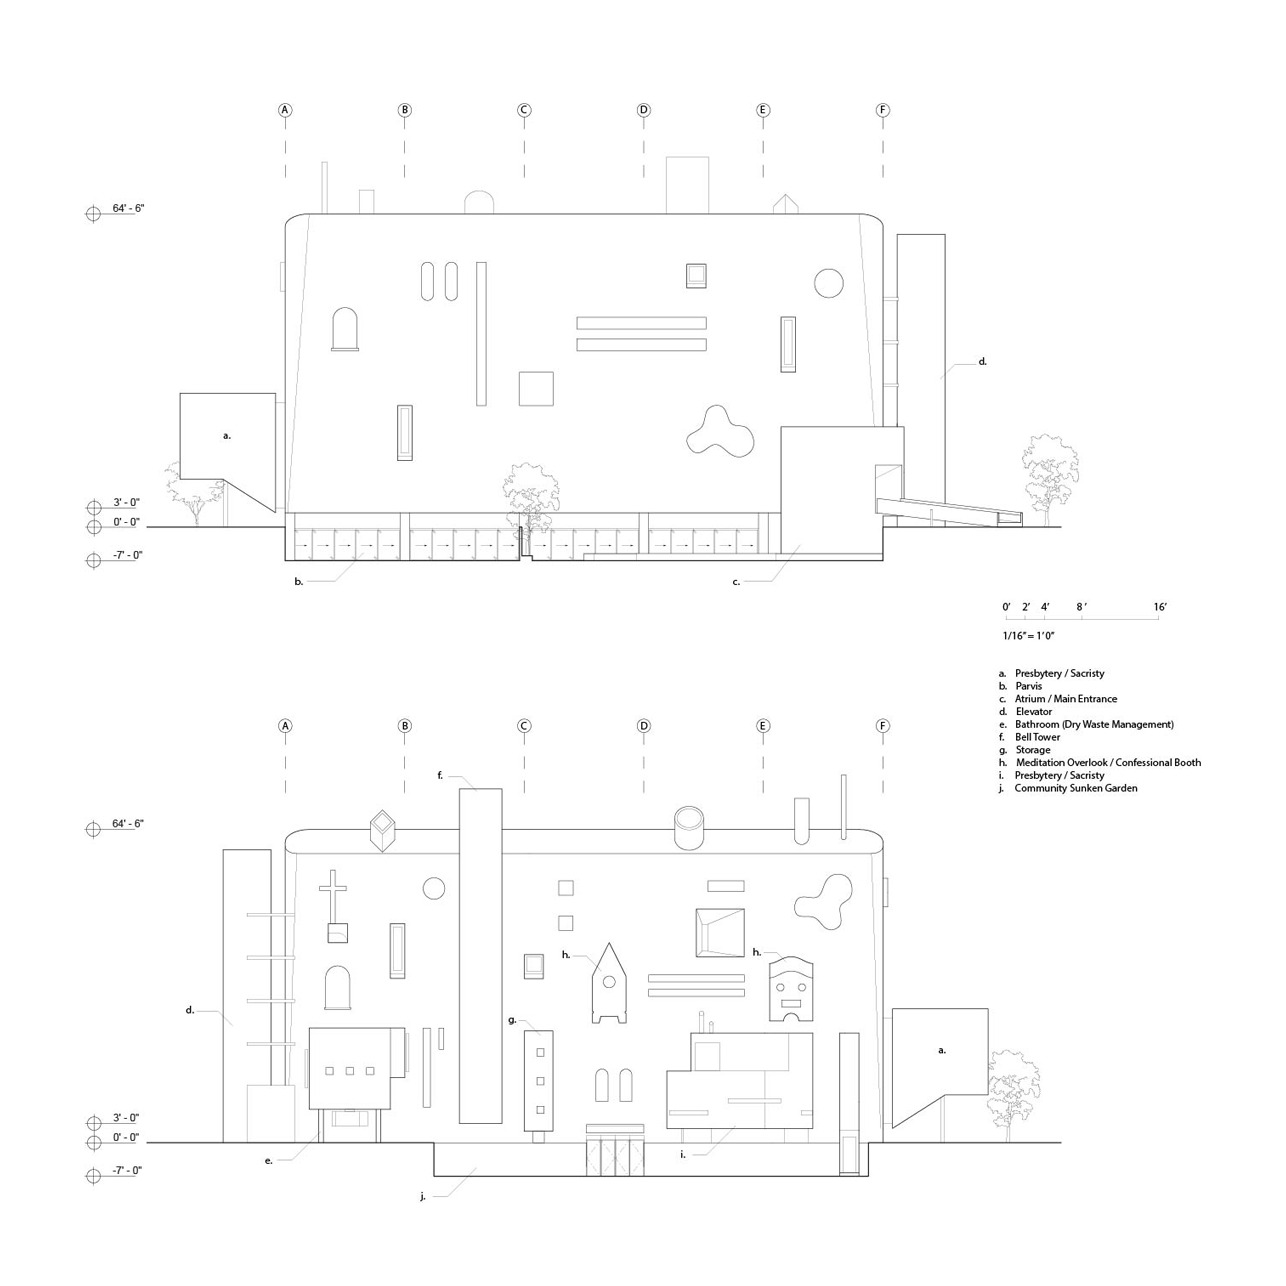 A B C D E F
64' - 6"
d.
a.
3' - 0"
0' - 0"
-7' - 0"
b. c.
0' 2' 4' 8' 16'
1/16" = 1'0"
a. Presbytery / Sacristy
b. Parvis
c. Atrium / Main Entrance
d. Elevator
e. Bathroom (Dry Waste Management)
f. Bell Tower
g. Storage
h. Meditation Overlook / Confessional Booth
i. Presbytery / Sacristy
j. Community Sunken Garden
A B C D E F
f.
64' - 6"
h. h.
d. g.
a.
3' - 0"
0' - 0"
e. i.
-7' - 0"
j.